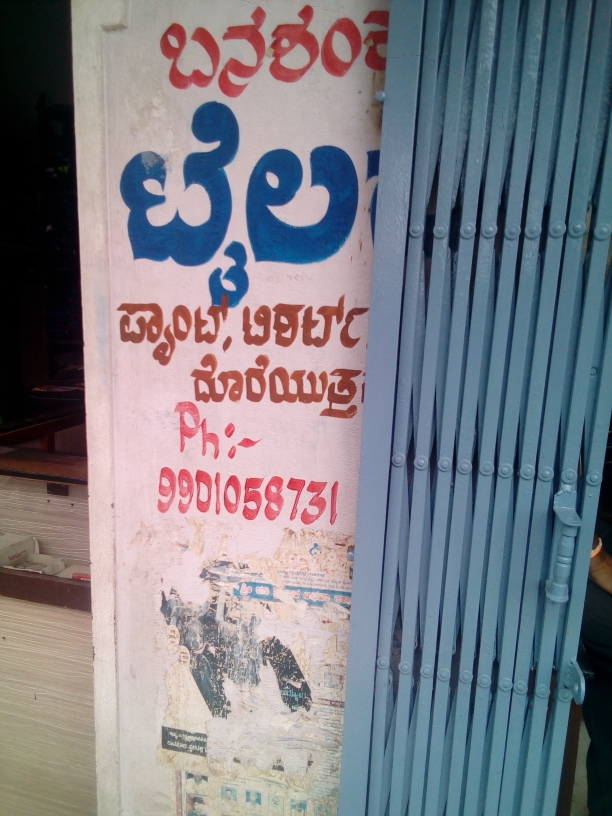 ಬನಶಂಕ
ಟೈಲ
ಪ್ಯಾಂಟ್, ಟಿಶರ್ಟ್
ದೊರೆಯುತ್ತ
Ph:-
9901058731